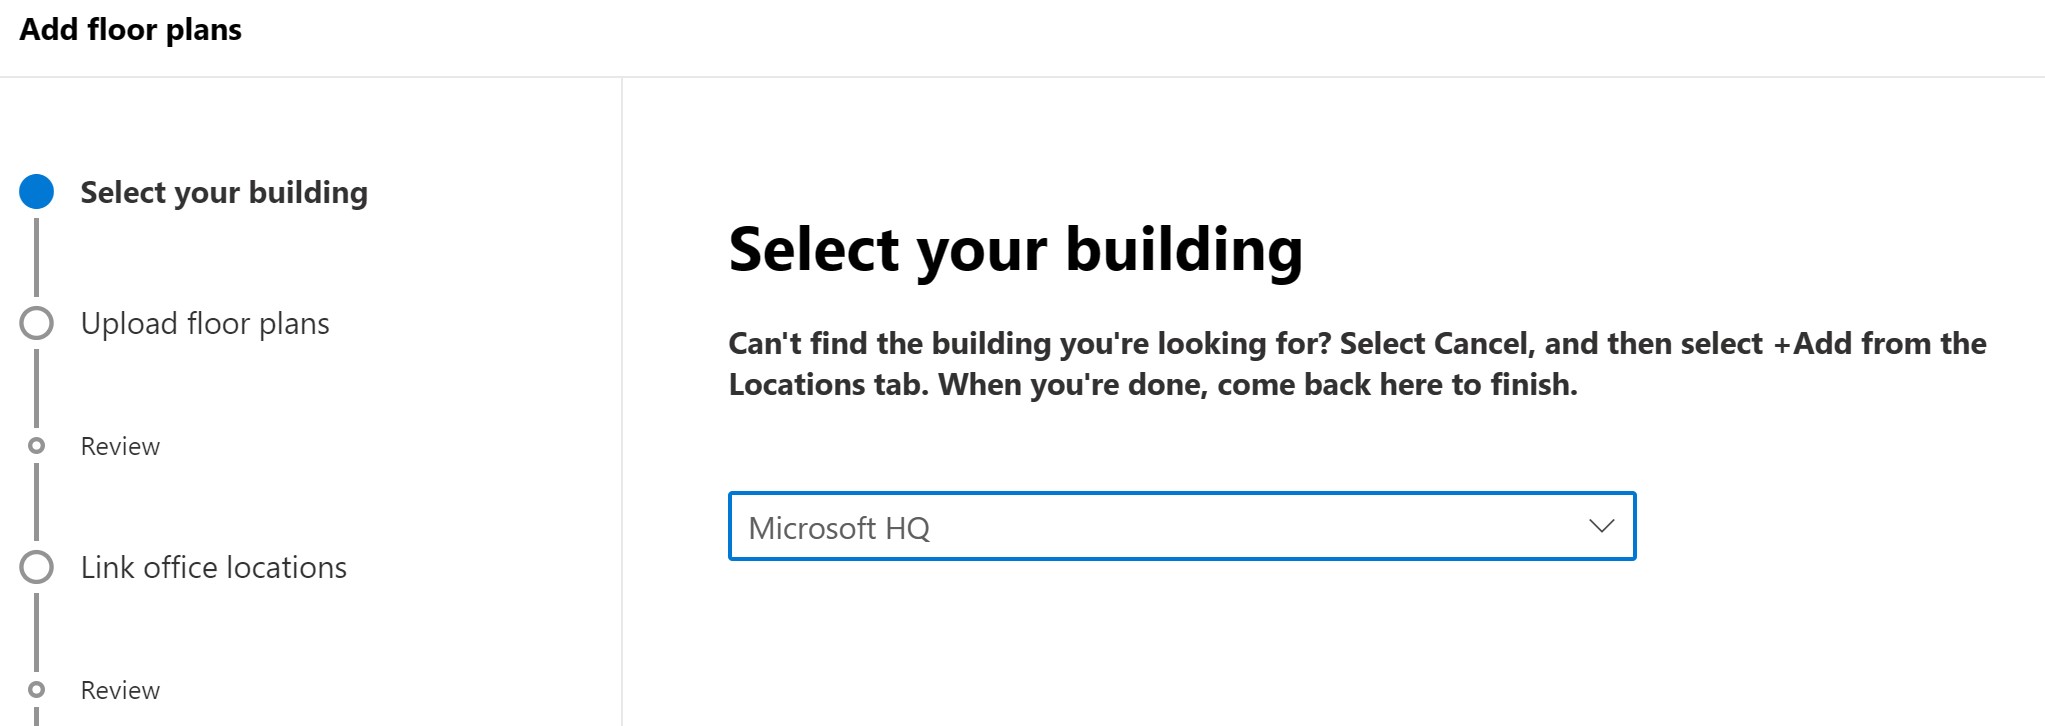 Add floor plans
Select your building
Upload floor plans
Review
Link office locations
Review
Select your building
Can't find the building you're looking for? Select Cancel, and then select +Add from the
Locations tab. When you're done, come back here to finish.
Microsoft HQ